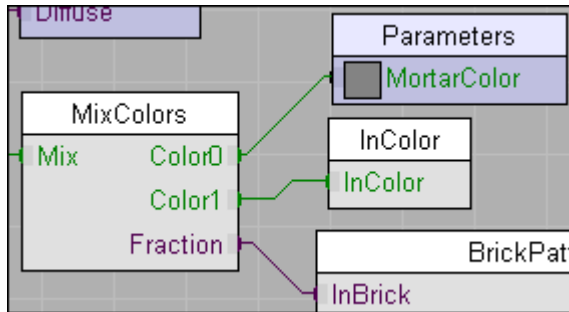 Diffuse
Parameters
MortarColor
MixColors
Mix Color0
Color1
Fraction
InColor
InColor
InBrick